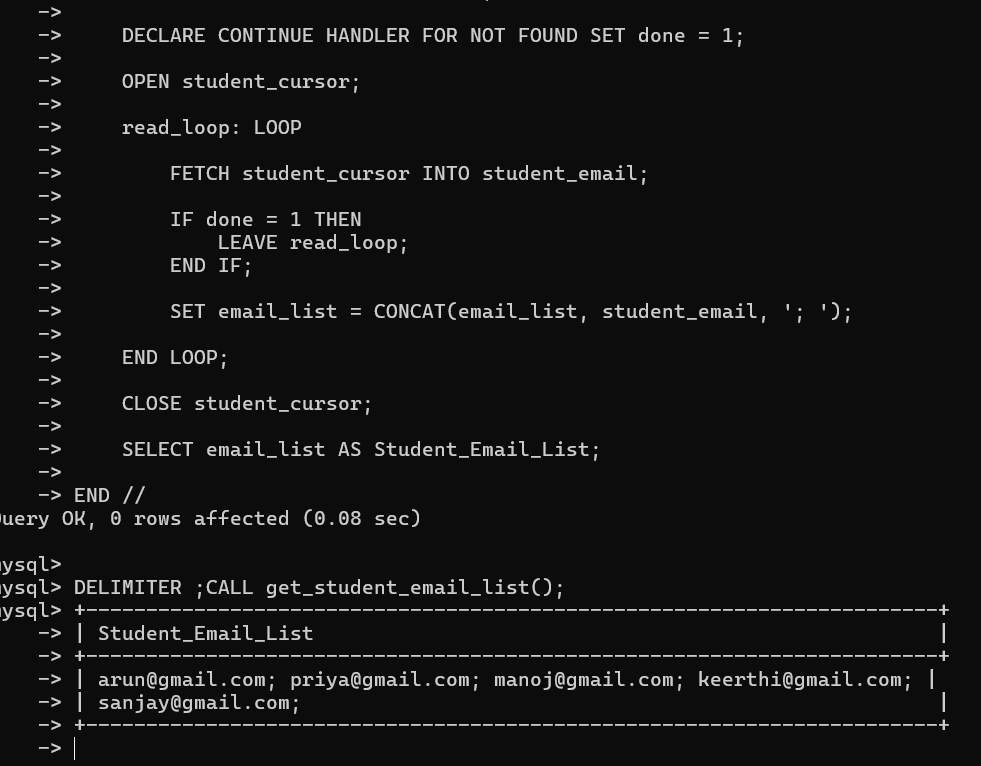 ->
->     DECLARE CONTINUE HANDLER FOR NOT FOUND SET done = 1;
->
->     OPEN student_cursor;
->
->     read_loop: LOOP
->
->         FETCH student_cursor INTO student_email;
->
->         IF done = 1 THEN
->             LEAVE read_loop;
->         END IF;
->
->         SET email_list = CONCAT(email_list, student_email, '; ');
->
->     END LOOP;
->
->     CLOSE student_cursor;
->
->     SELECT email_list AS Student_Email_List;
->
-> END //
uery OK, 0 rows affected (0.08 sec)
ysql>
ysql> DELIMITER ;CALL get_student_email_list();
ysql> +-----------------------------------------------------------------------+
-> | Student_Email_List                                                    |
-> +-----------------------------------------------------------------------+
-> | arun@gmail.com; priya@gmail.com; manoj@gmail.com; keerthi@gmail.com; |
-> | sanjay@gmail.com;                                                     |
-> +-----------------------------------------------------------------------+
->